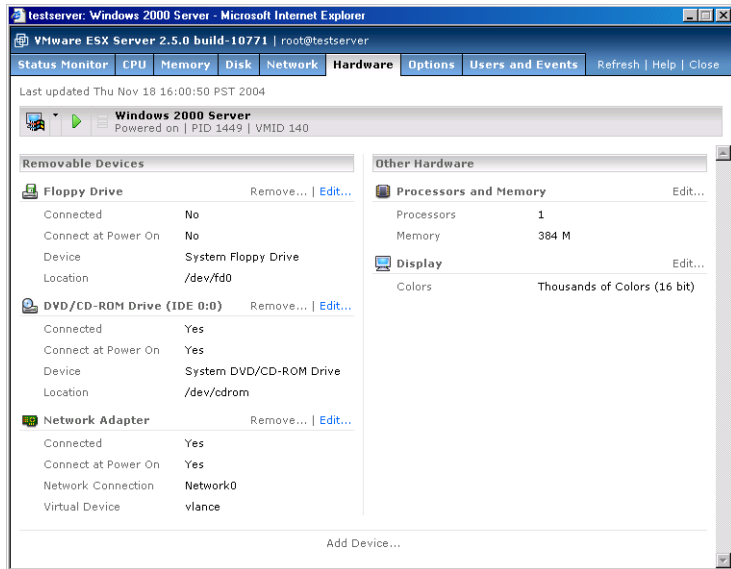 testserver: Windows 2000 Server - Microsoft Internet Explorer
VMware ESX Server 2.5.0 build-10771 | root@testserver
Status Monitor CPU Memory Disk Network Hardware Options Users and Events Refresh | Help | Close
Last updated Thu Nov 18 16:00:50 PST 2004
Windows 2000 Server
Powered on | PID 1449 | VMID 140
Removable Devices
Floppy Drive Remove... | Edit...
Connected No
Connect at Power On No
Device System Floppy Drive
Location /dev/fd0
DVD/CD-ROM Drive (IDE 0:0) Remove... | Edit...
Connected Yes
Connect at Power On Yes
Device System DVD/CD-ROM Drive
Location /dev/cdrom
Network Adapter Remove... | Edit...
Connected Yes
Connect at Power On Yes
Network Connection Network0
Virtual Device vlance
Other Hardware
Processors and Memory Edit...
Processors 1
Memory 384 M
Display Edit...
Colors Thousands of Colors (16 bit)
Add Device...